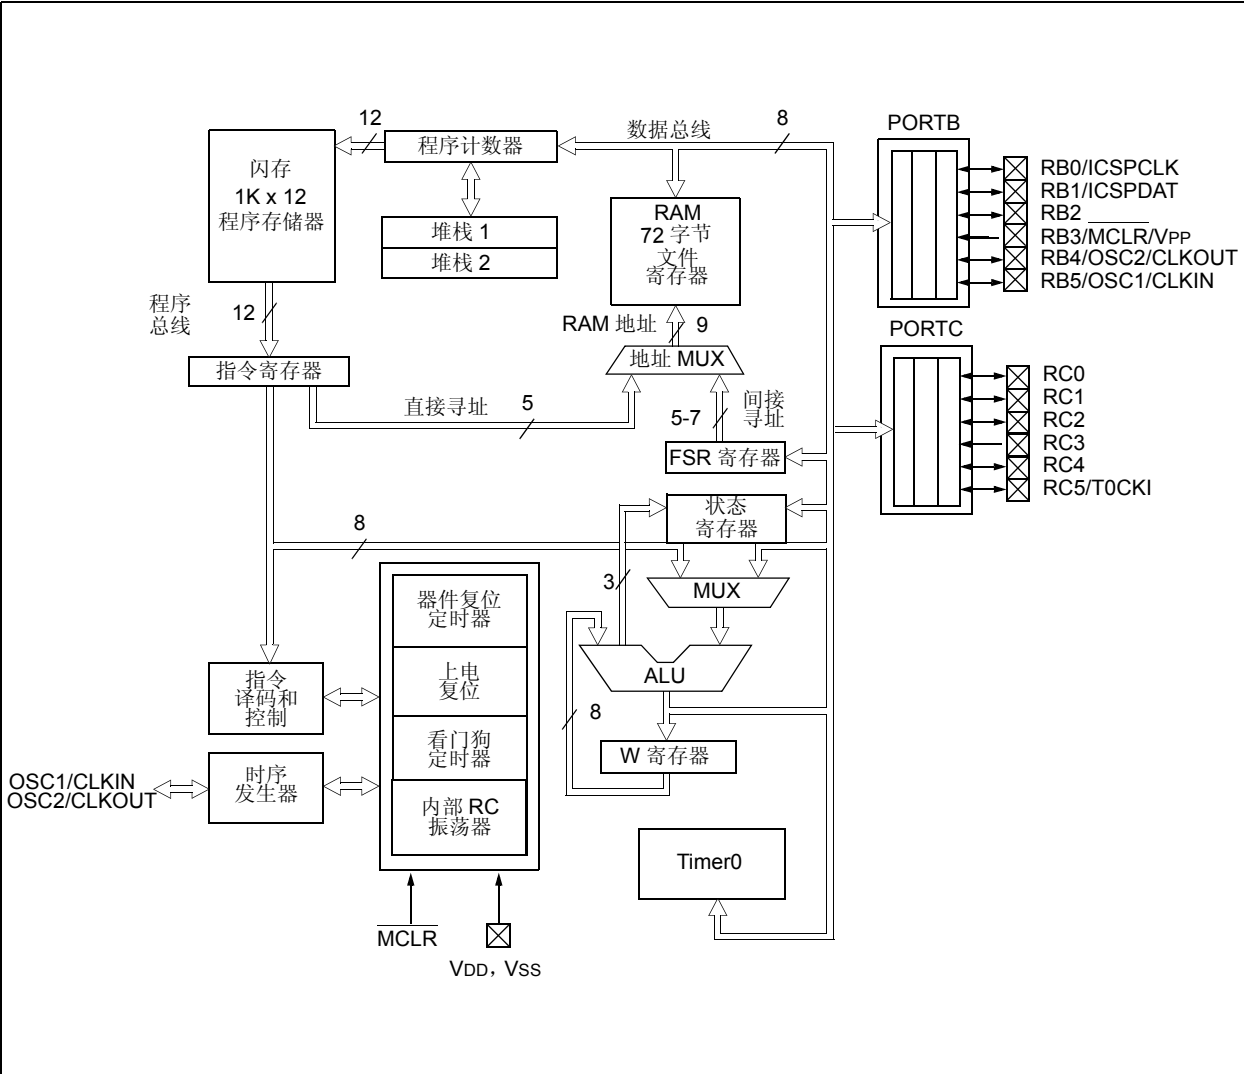 12
程序计数器
数据总线
8
闪存
1K x 12
程序存储器
堆栈 1
堆栈 2
RAM
72 字节
文件
寄存器
PORTB
RB0/ICSPCLK
RB1/ICSPDAT
RB2
RB3/MCLR/VPP
RB4/OSC2/CLKOUT
RB5/OSC1/CLKIN
程序
总线
12
RAM 地址
9
指令寄存器
地址 MUX
直接寻址
5
5-7
间接
寻址
FSR 寄存器
PORTC
RC0
RC1
RC2
RC3
RC4
RC5/T0CKI
状态
寄存器
8
3
MUX
器件复位
定时器
上电
复位
看门狗
定时器
内部 RC
振荡器
ALU
8
W 寄存器
指令
译码和
控制
时序
发生器
OSC1/CLKIN
OSC2/CLKOUT
Timer0
MCLR
VDD，VSS